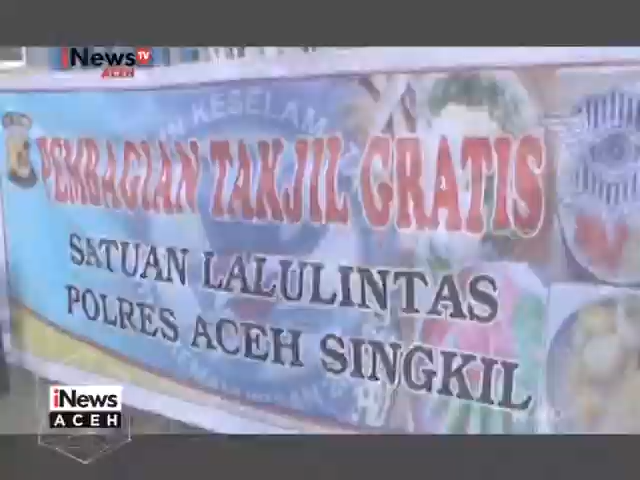 iNews TV
ACEH
PEMBAGIAN TAKJIL GRATIS
SATUAN LALULINTAS
POLRES ACEH SINGKIL
iNews
ACEH